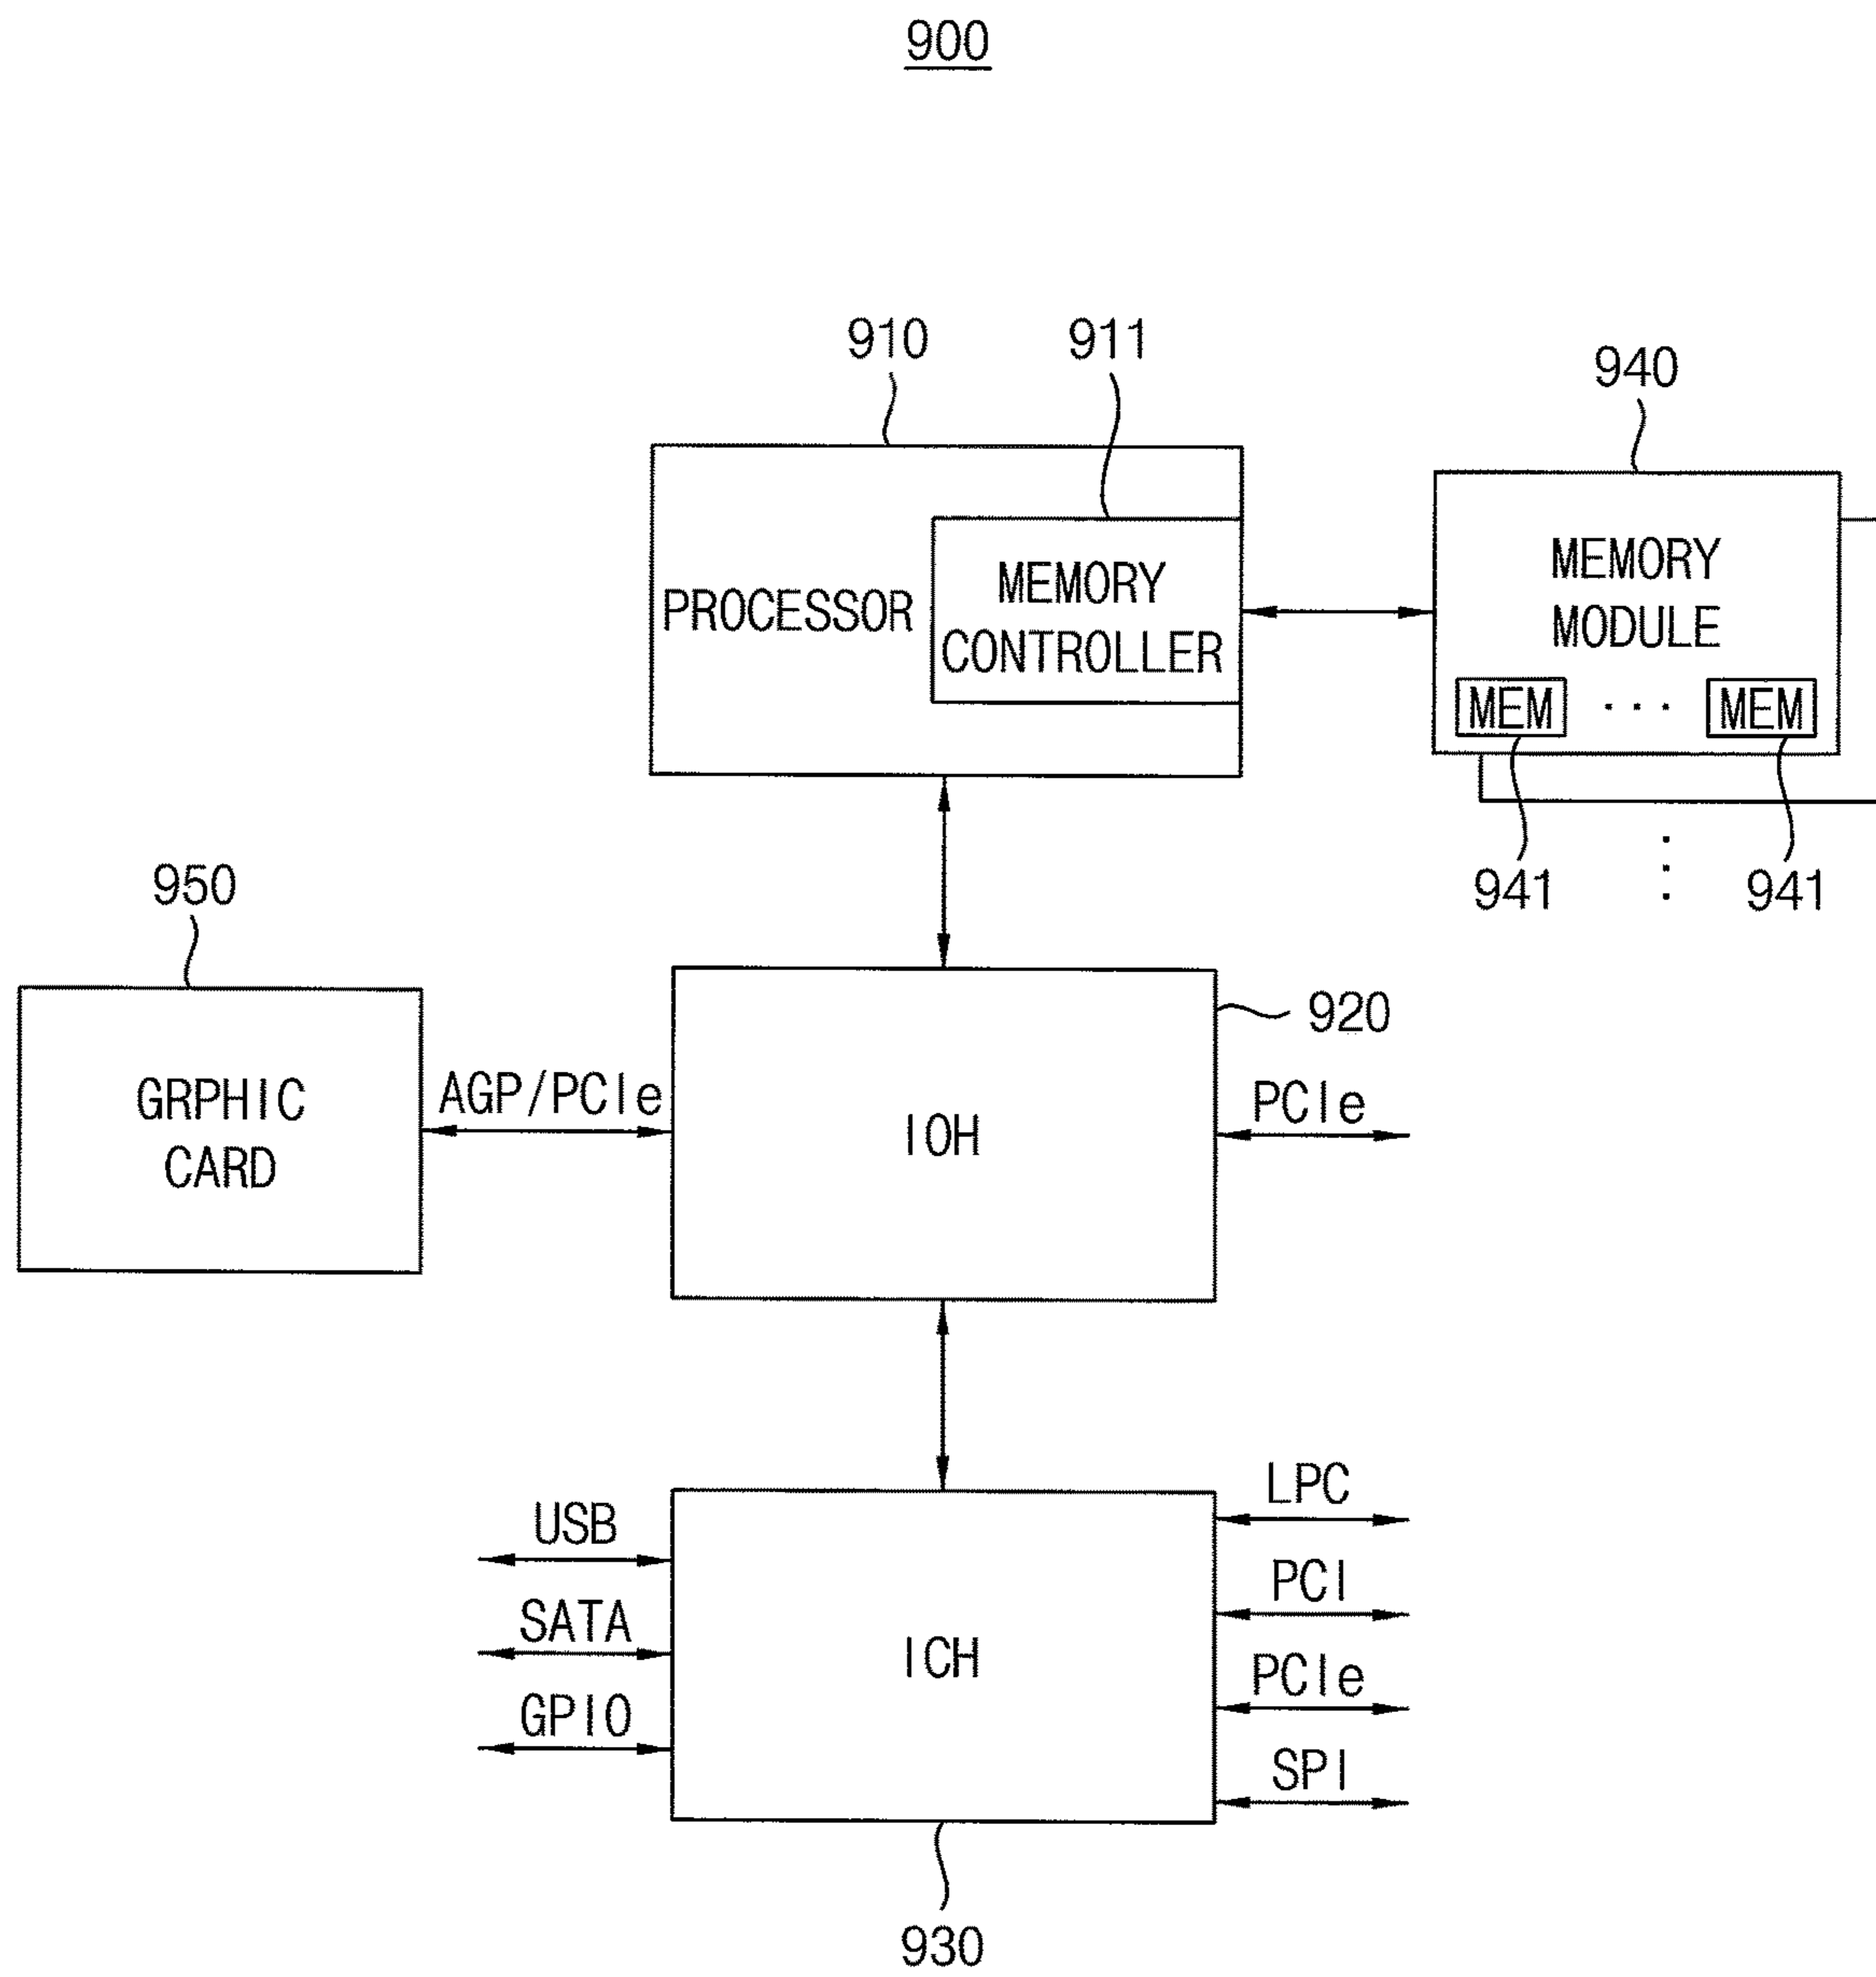 900
910
911
940
PROCESSOR
MEMORY
CONTROLLER
MEMORY
MODULE
MEM ... MEM
941
941
950
920
GRPHIC
CARD
AGP/PCIe
IOH
PCIe
USB
SATA
GPIO
ICH
LPC
PCI
PCIe
SPI
930